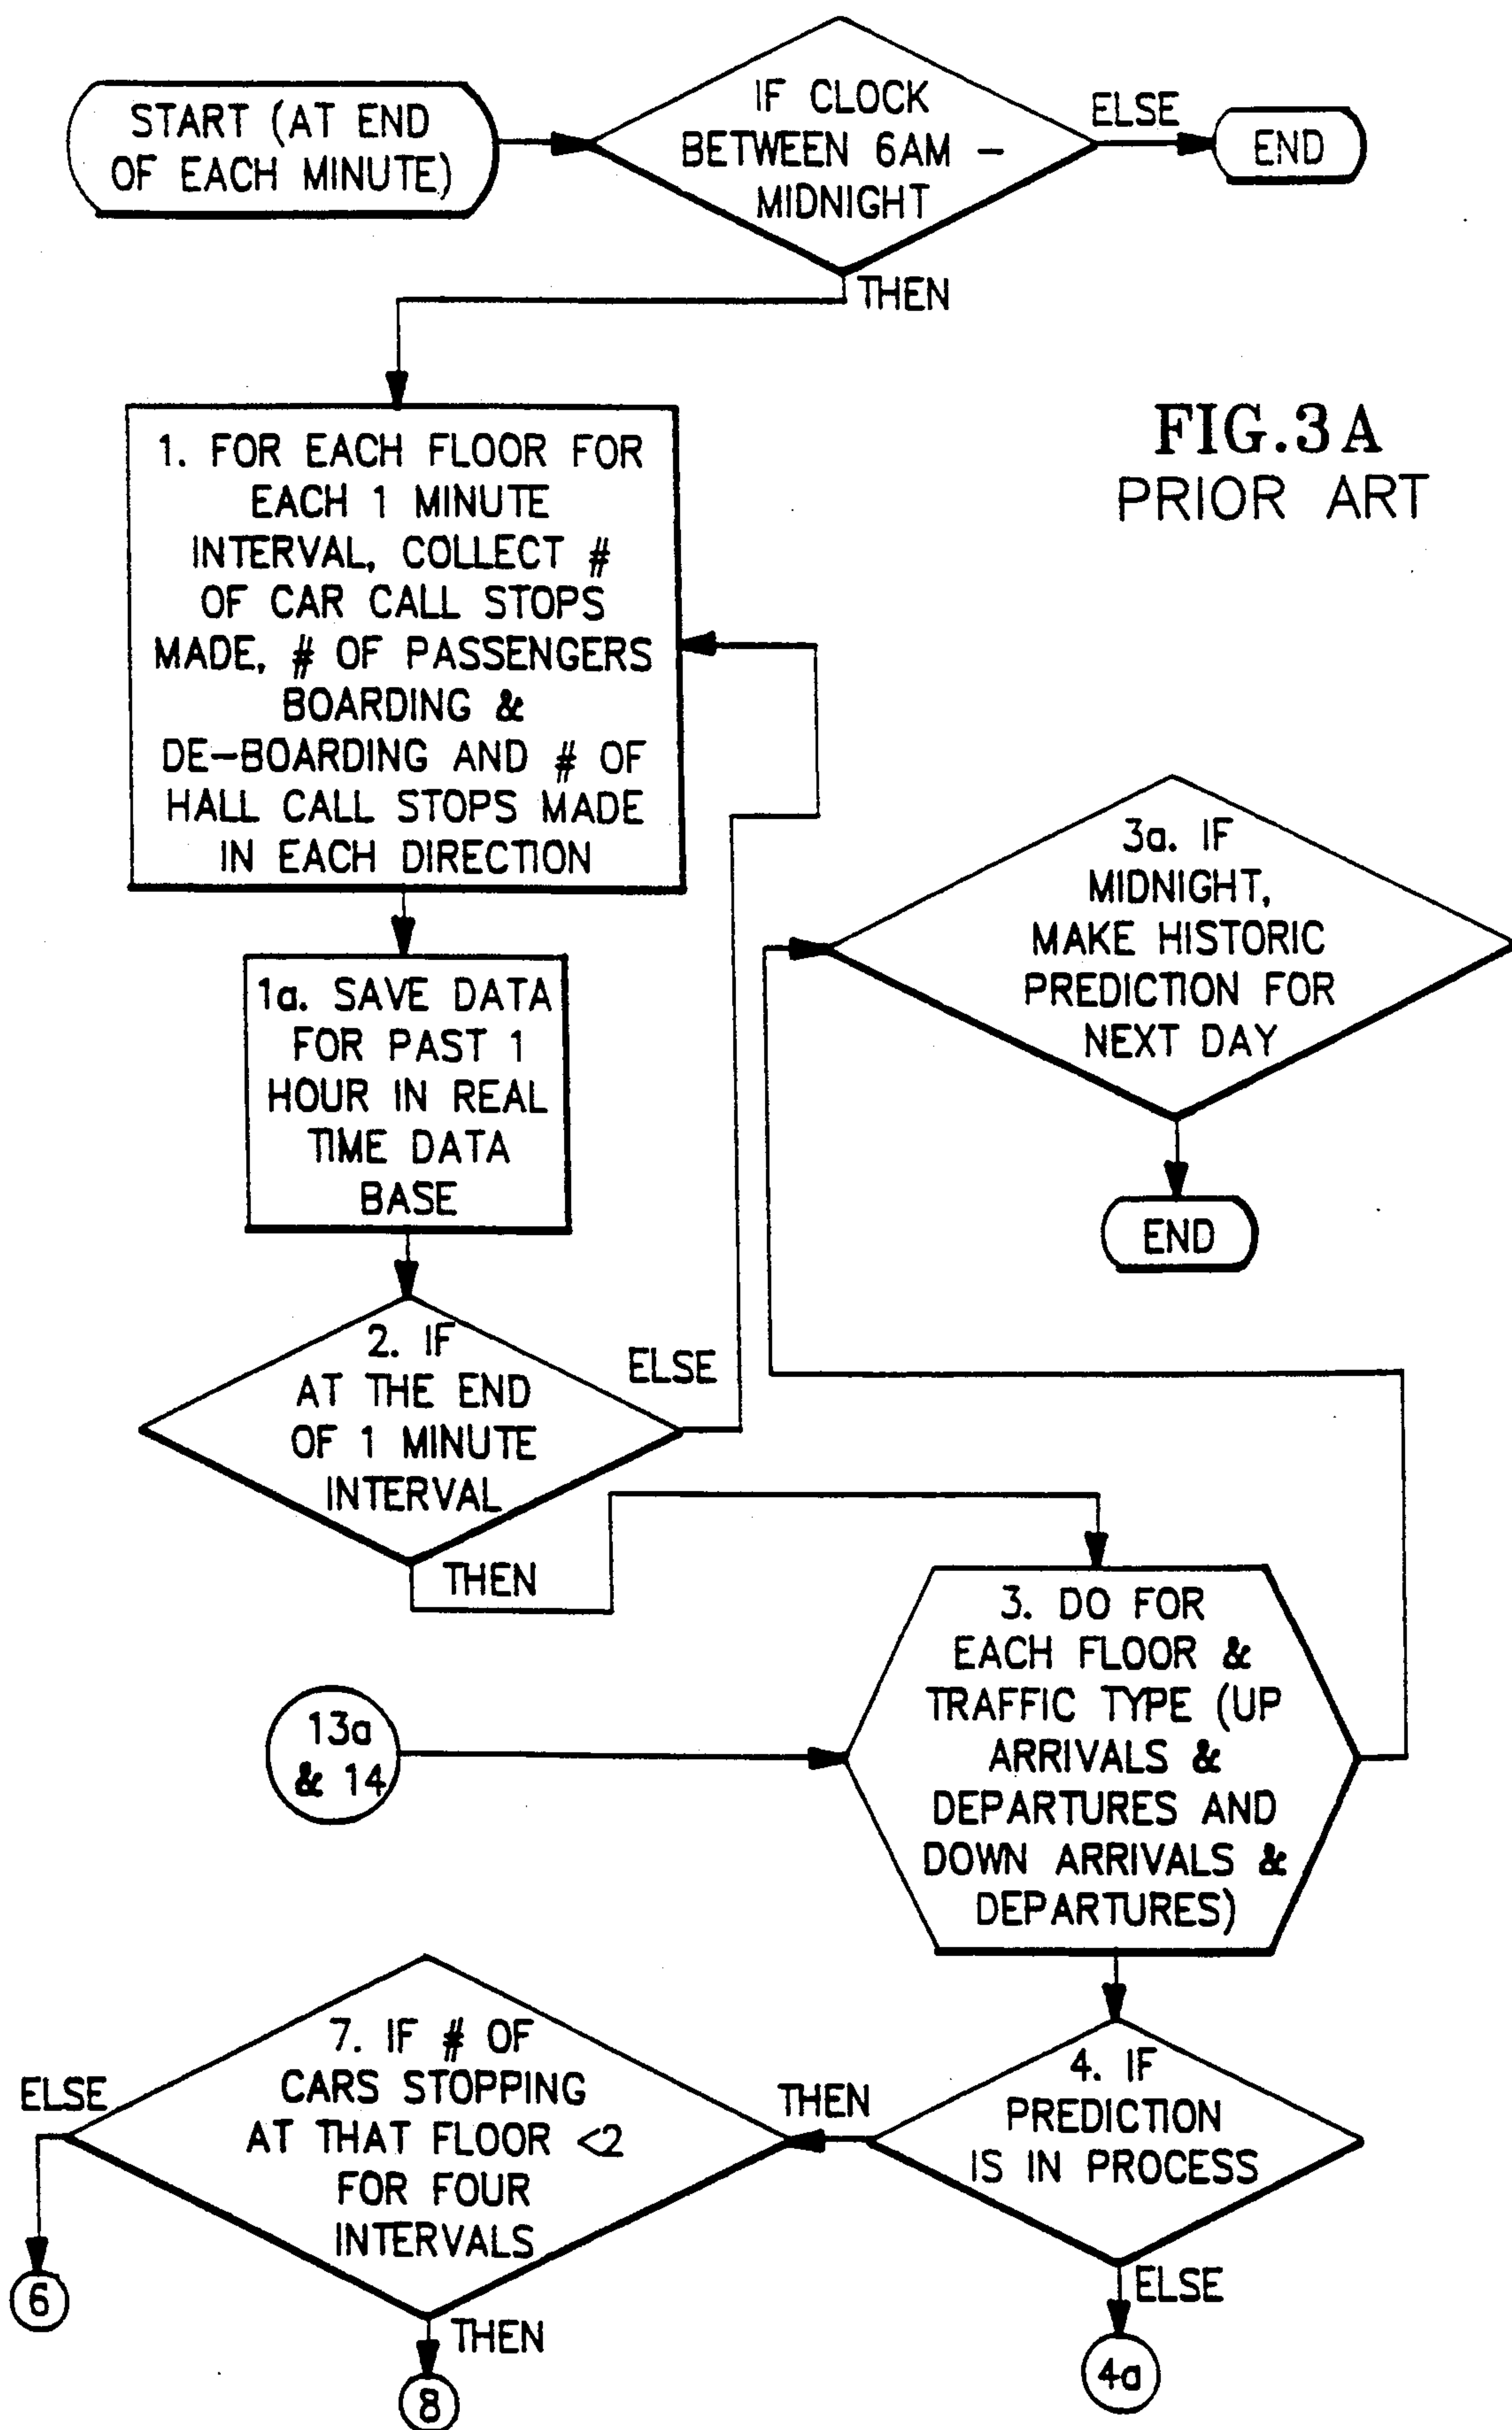 START (AT END
OF EACH MINUTE)
IF CLOCK
BETWEEN 6AM –
MIDNIGHT
ELSE
END
THEN
FIG.3A
PRIOR ART
1. FOR EACH FLOOR FOR
EACH 1 MINUTE
INTERVAL, COLLECT #
OF CAR CALL STOPS
MADE, # OF PASSENGERS
BOARDING &
DE-BOARDING AND # OF
HALL CALL STOPS MADE
IN EACH DIRECTION
1a. SAVE DATA
FOR PAST 1
HOUR IN REAL
TIME DATA
BASE
3a. IF
MIDNIGHT,
MAKE HISTORIC
PREDICTION FOR
NEXT DAY
END
2. IF
AT THE END
OF 1 MINUTE
INTERVAL
ELSE
THEN
3. DO FOR
EACH FLOOR &
TRAFFIC TYPE (UP
ARRIVALS &
DEPARTURES AND
DOWN ARRIVALS &
DEPARTURES)
13a
& 14
4. IF
PREDICTION
IS IN PROCESS
THEN
ELSE
4a
7. IF # OF
CARS STOPPING
AT THAT FLOOR <2
FOR FOUR
INTERVALS
ELSE
6
THEN
8